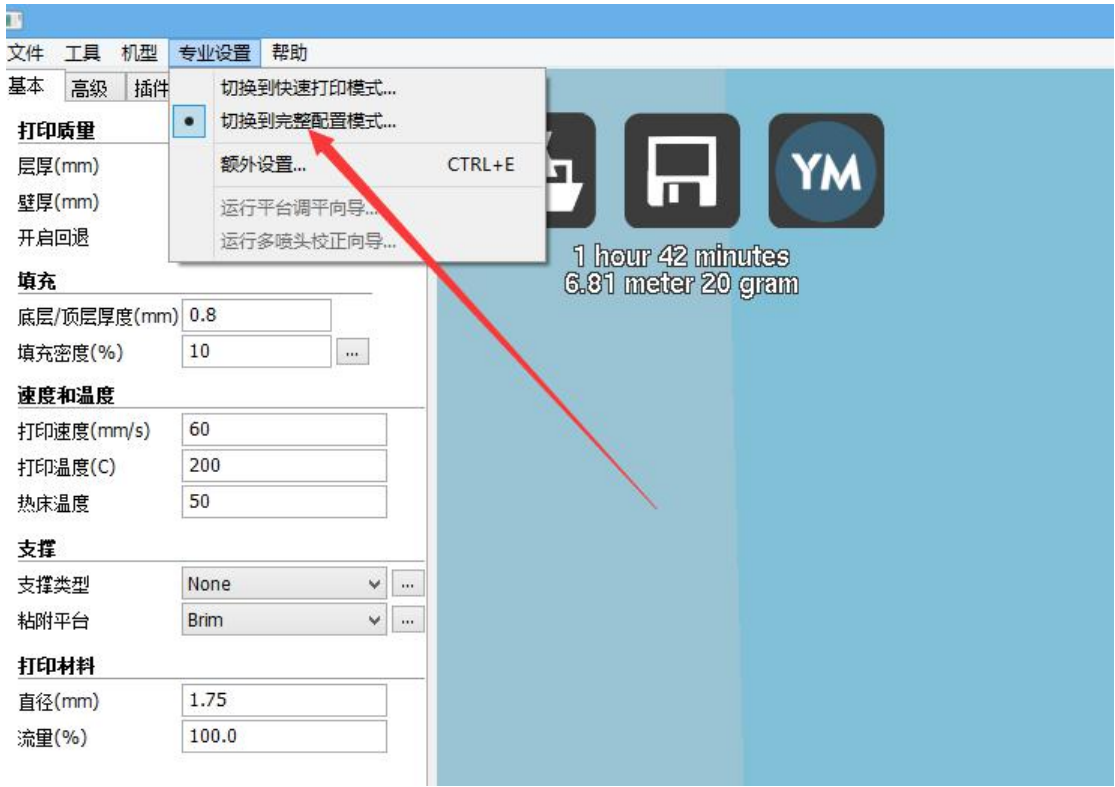 文件 工具 机型 专业设置 帮助
基本 高级 插件
切换到快速打印模式...
切换到完整配置模式...
额外设置... CTRL+E
运行平台调平向导...
运行多喷头校正向导...
打印质量
层厚(mm)
壁厚(mm)
开启回退
填充
底层/顶层厚度(mm) 0.8
填充密度(%) 10 ...
速度和温度
打印速度(mm/s) 60
打印温度(C) 200
热床温度 50
支撑
支撑类型 None ...
粘附平台 Brim ...
打印材料
直径(mm) 1.75
流量(%) 100.0
YM
1 hour 42 minutes
6.81 meter 20 gram